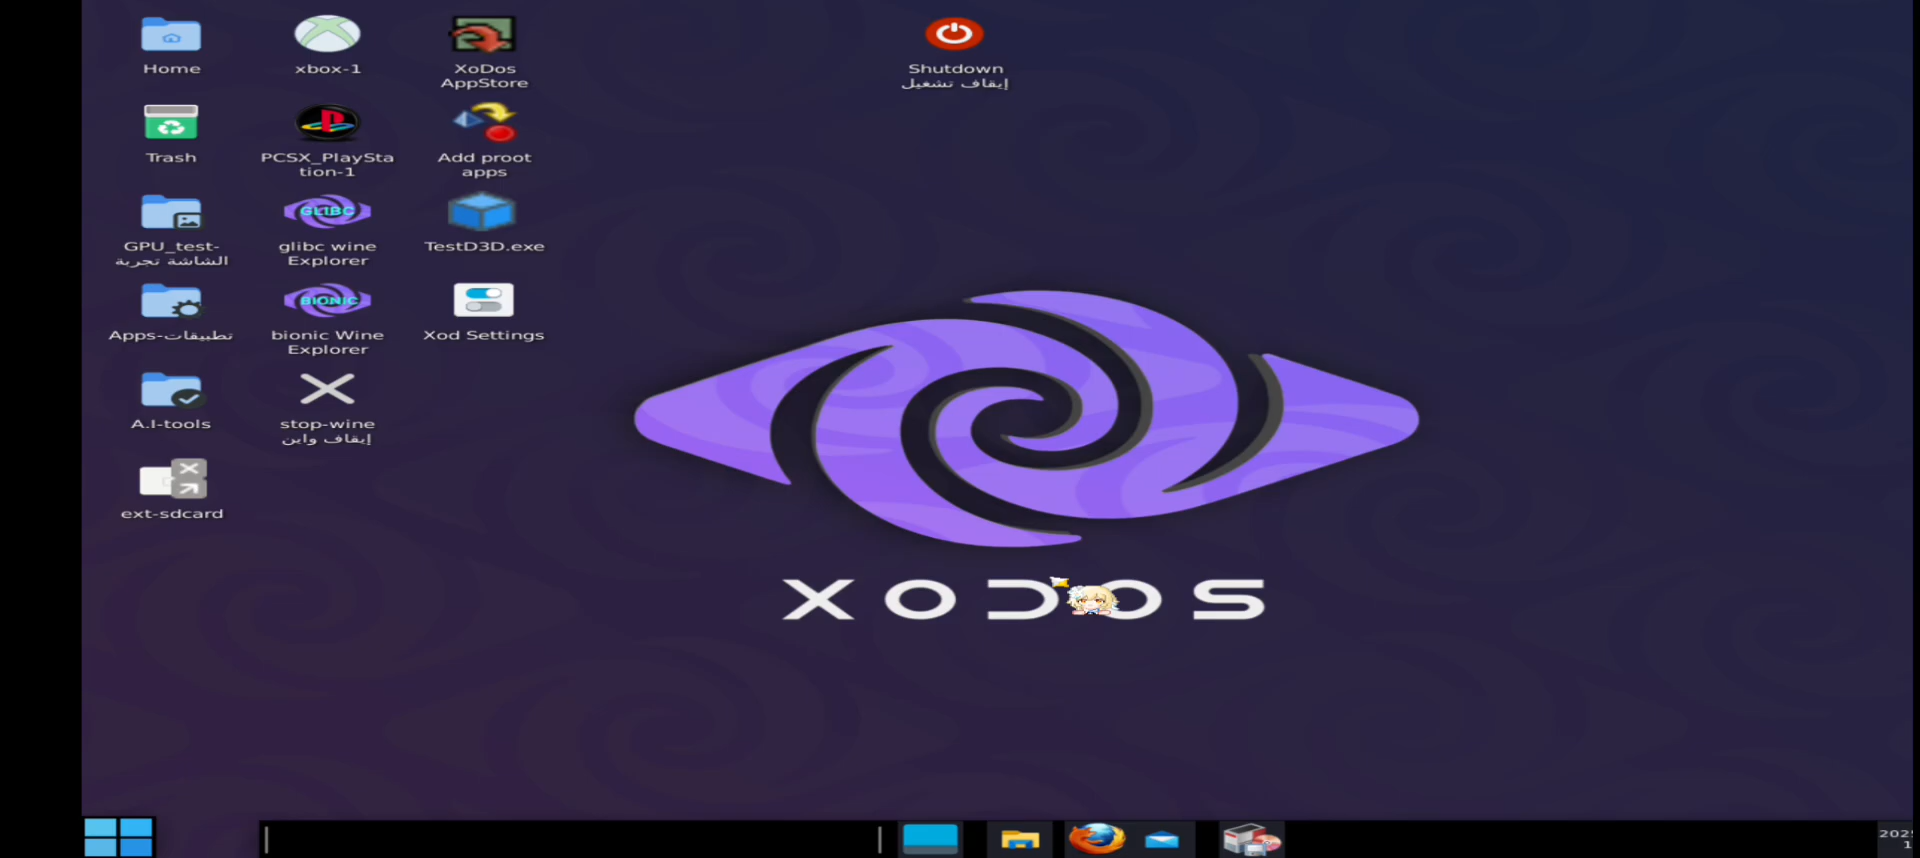 Home
xbox-1
XoDos
AppStore
Shutdown
إيقاف تشغيل
Trash
PCSX_PlaySta
tion-1
Add proot
apps
GPU_test-
الشاشة تجربة
GLIBC
glibc wine
Explorer
TestD3D.exe
Apps-تطبيقات
BIONIC
bionic Wine
Explorer
Xod Settings
A.I-tools
stop-wine
إيقاف واين
ext-sdcard
XODOS